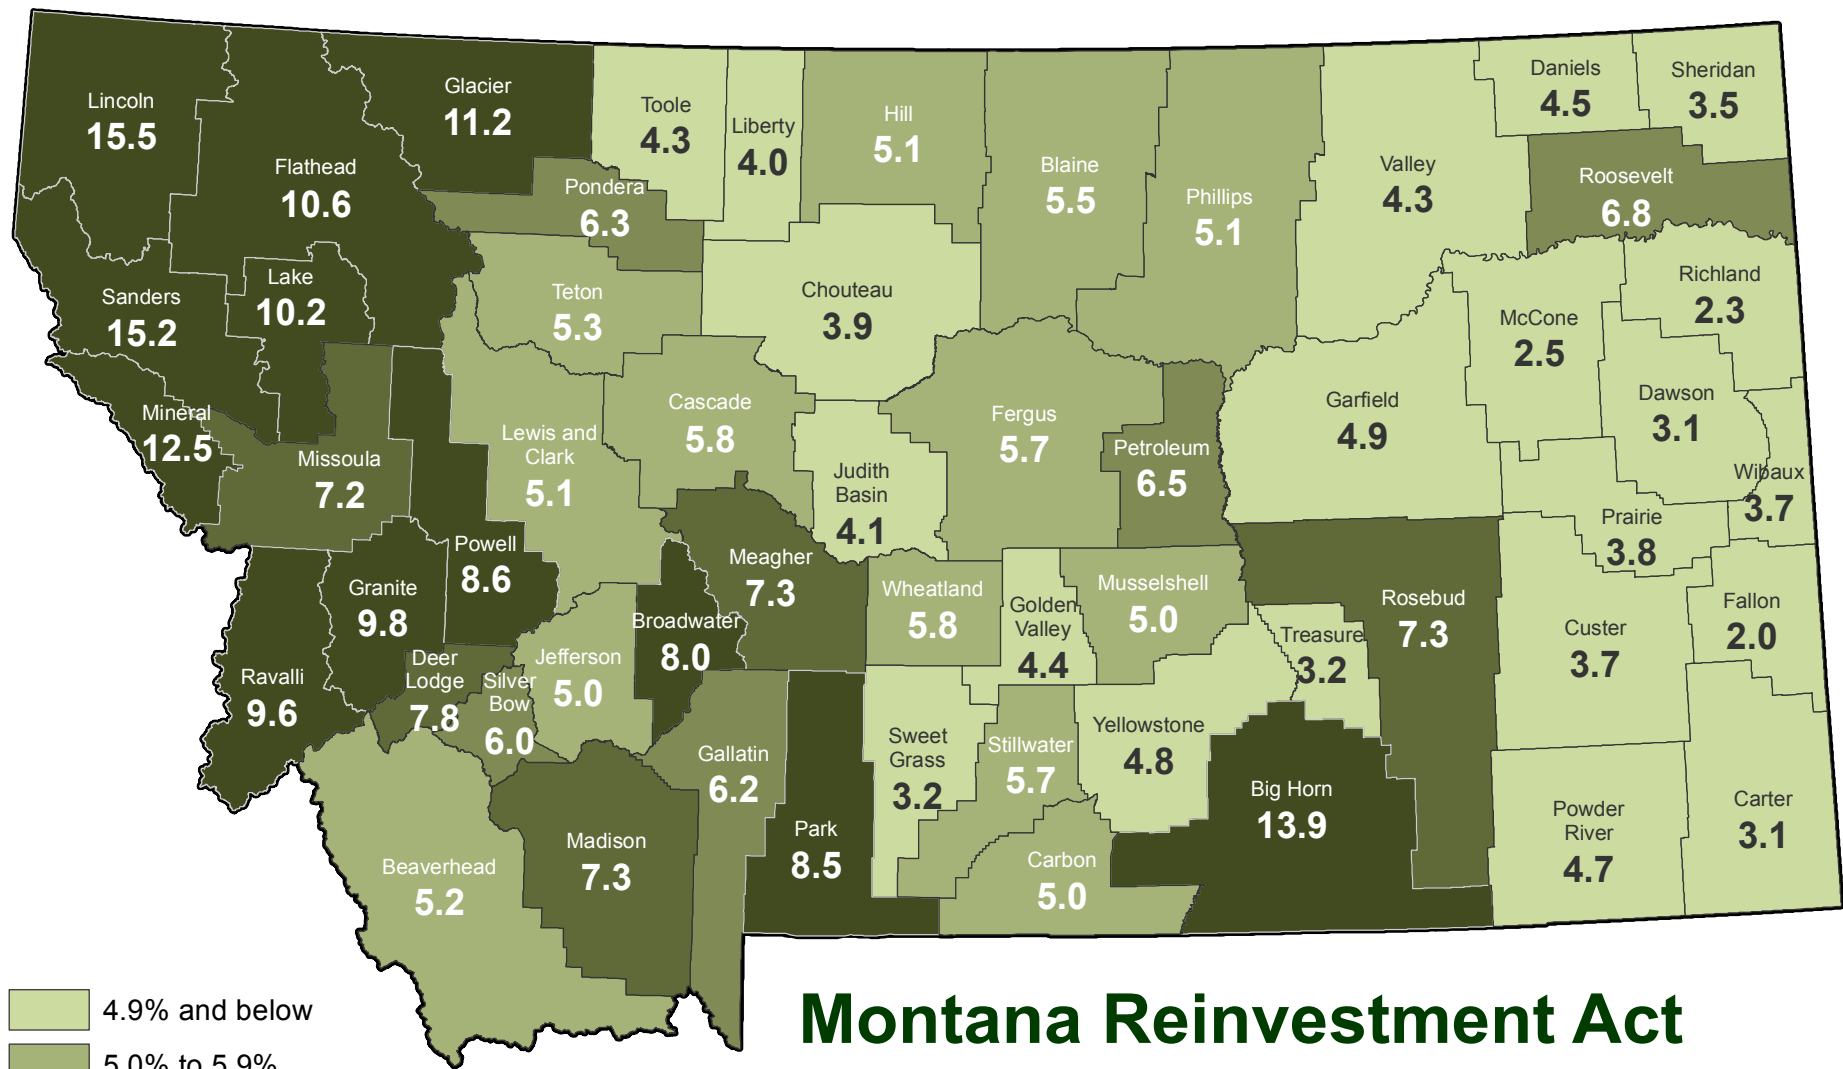 Lincoln
15.5
Flathead
10.6
Glacier
11.2
Toole
4.3
Liberty
4.0
Hill
5.1
Blaine
5.5
Phillips
5.1
Valley
4.3
Daniels
4.5
Sheridan
3.5
Roosevelt
6.8
Pondera
6.3
Sanders
15.2
Lake
10.2
Teton
5.3
Chouteau
3.9
McCone
2.5
Richland
2.3
Mineral
12.5
Missoula
7.2
Lewis and
Clark
5.1
Cascade
5.8
Judith
Basin
4.1
Fergus
5.7
Petroleum
6.5
Garfield
4.9
Dawson
3.1
Wibaux
3.7
Prairie
3.8
Powell
8.6
Granite
9.8
Meagher
7.3
Broadwater
8.0
Wheatland
5.8
Golden
Valley
4.4
Musselshell
5.0
Treasure
3.2
Rosebud
7.3
Custer
3.7
Fallon
2.0
Ravalli
9.6
Deer
Lodge
7.8
Silver
Bow
6.0
Jefferson
5.0
Gallatin
6.2
Park
8.5
Sweet
Grass
3.2
Stillwater
5.7
Yellowstone
4.8
Big Horn
13.9
Powder
River
4.7
Carter
3.1
Beaverhead
5.2
Madison
7.3
Carbon
5.0
4.9% and below
5.0% to 5.9%
Montana Reinvestment Act